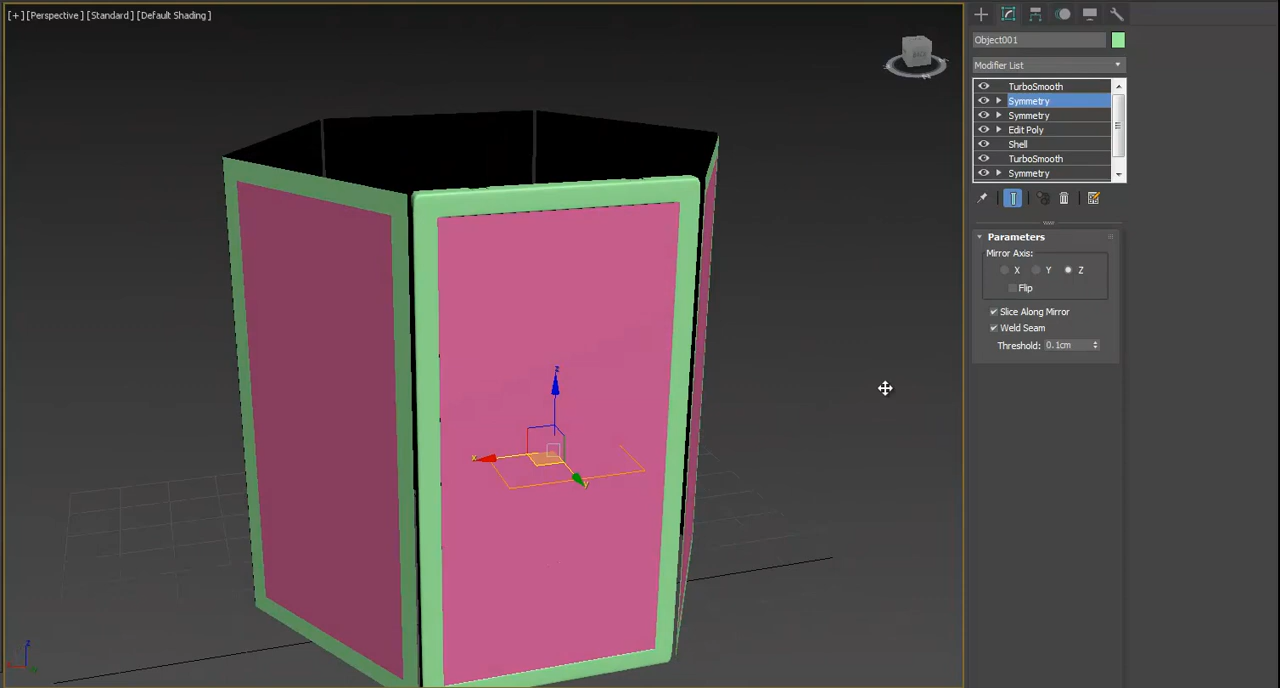 [+] [Perspective] [Standard] [Default Shading]
Object001
Modifier List
TurboSmooth
Symmetry
Symmetry
Edit Poly
Shell
TurboSmooth
Symmetry
Parameters
Mirror Axis:
X Y Z
Flip
Slice Along Mirror
Weld Seam
Threshold: 0.1cm
z
x
y
z